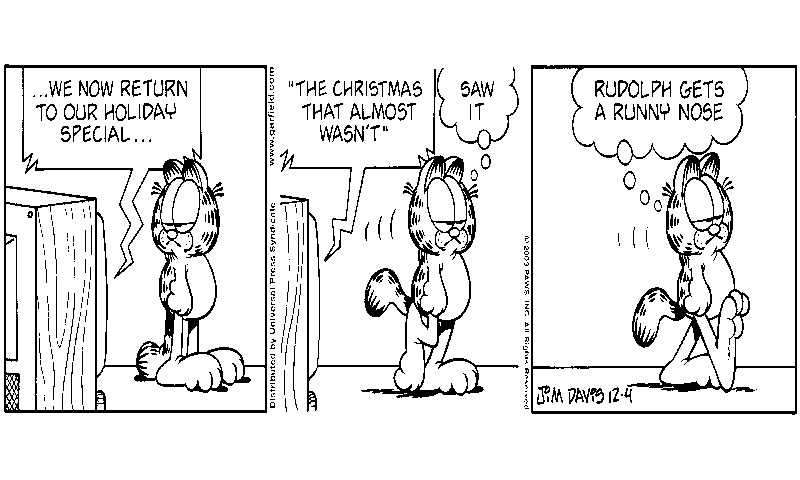 ...WE NOW RETURN
TO OUR HOLIDAY
SPECIAL...
www.garfield.com
Distributed by Universal Press Syndicate
"THE CHRISTMAS
THAT ALMOST
WASN'T"
SAW
IT
© 2003 PAWS, INC. All Rights Reserved.
RUDOLPH GETS
A RUNNY NOSE
JIM DAVIS 12-4